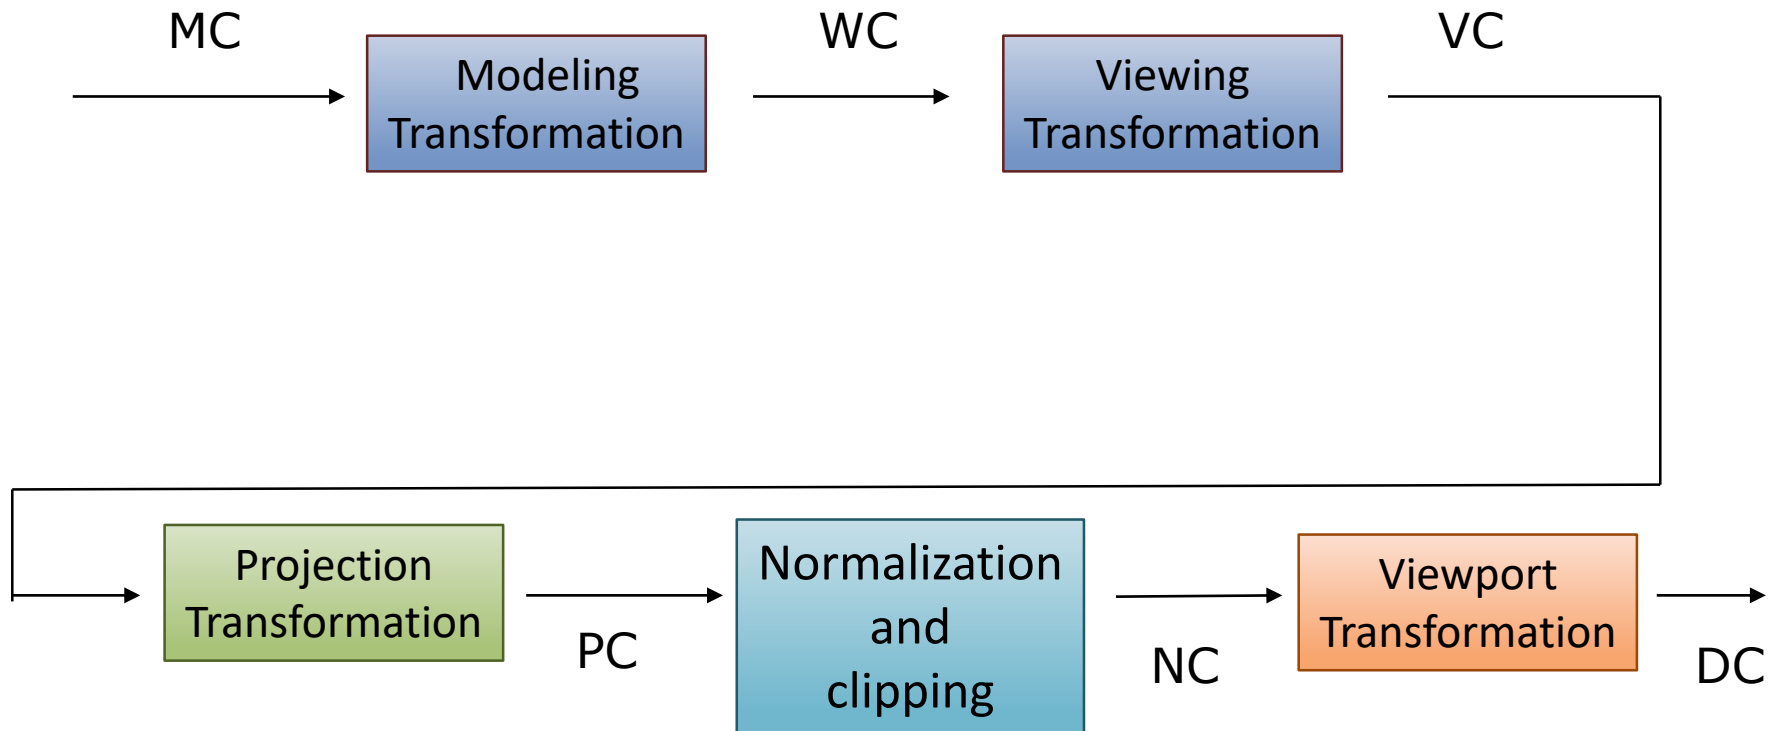 MC
Modeling
Transformation
WC
Viewing
Transformation
VC
Projection
Transformation
PC
Normalization
and
clipping
NC
Viewport
Transformation
DC